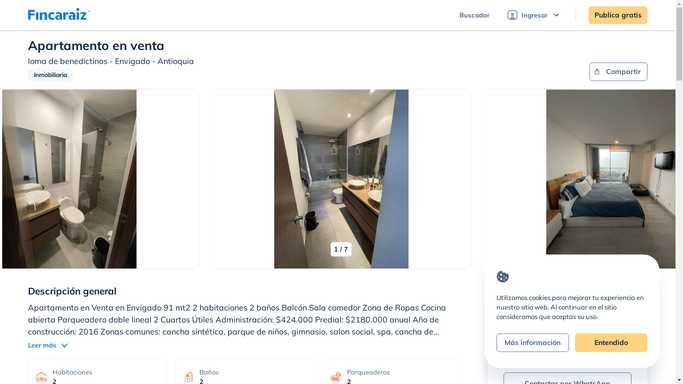 Fincaraiz
Buscador
Ingresar
Publica gratis
Apartamento en venta
loma de benedictinos - Envigado - Antioquia
Inmobiliaria
Compartir
1 / 7
Descripción general
Apartamento en Venta en Envigado 91 mt2 2 habitaciones 2 baños Balcón Sala comedor Zona de Ropas Cocina
abierta Parqueadero doble lineal 2 Cuartos Útiles Administración: $424.000 Predial: $2180.000 anual Año de
construcción: 2016 Zonas comunes: cancha sintética, parque de niños, gimnasio, salon social, spa, cancha de...
Leer más
Habitaciones
2
Baños
2
Parqueaderos
2
Utilizamos cookies para mejorar tu experiencia en
nuestro sitio web. Al continuar en el sitio
consideramos que aceptas su uso.
Más información
Entendido
Contactar por WhatsApp